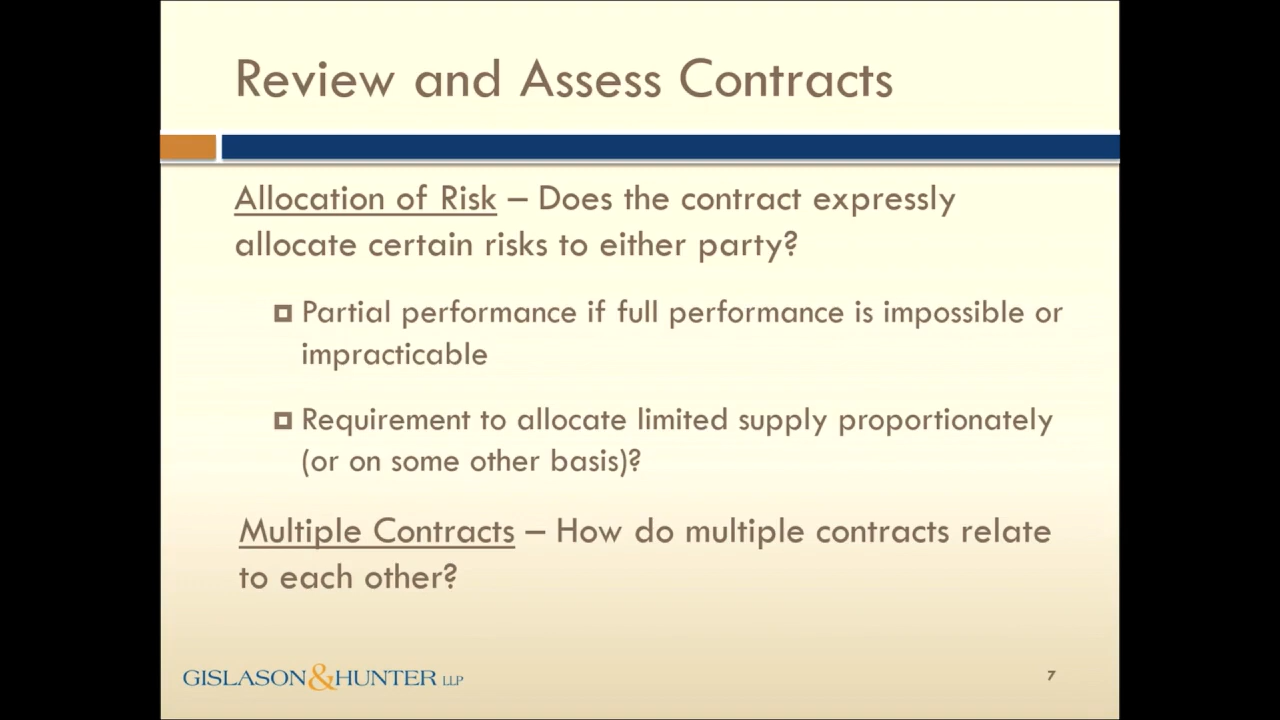 Review and Assess Contracts
Allocation of Risk – Does the contract expressly
allocate certain risks to either party?
Partial performance if full performance is impossible or
impracticable
Requirement to allocate limited supply proportionately
(or on some other basis)?
Multiple Contracts – How do multiple contracts relate
to each other?
GISLASON&HUNTER LLP
7